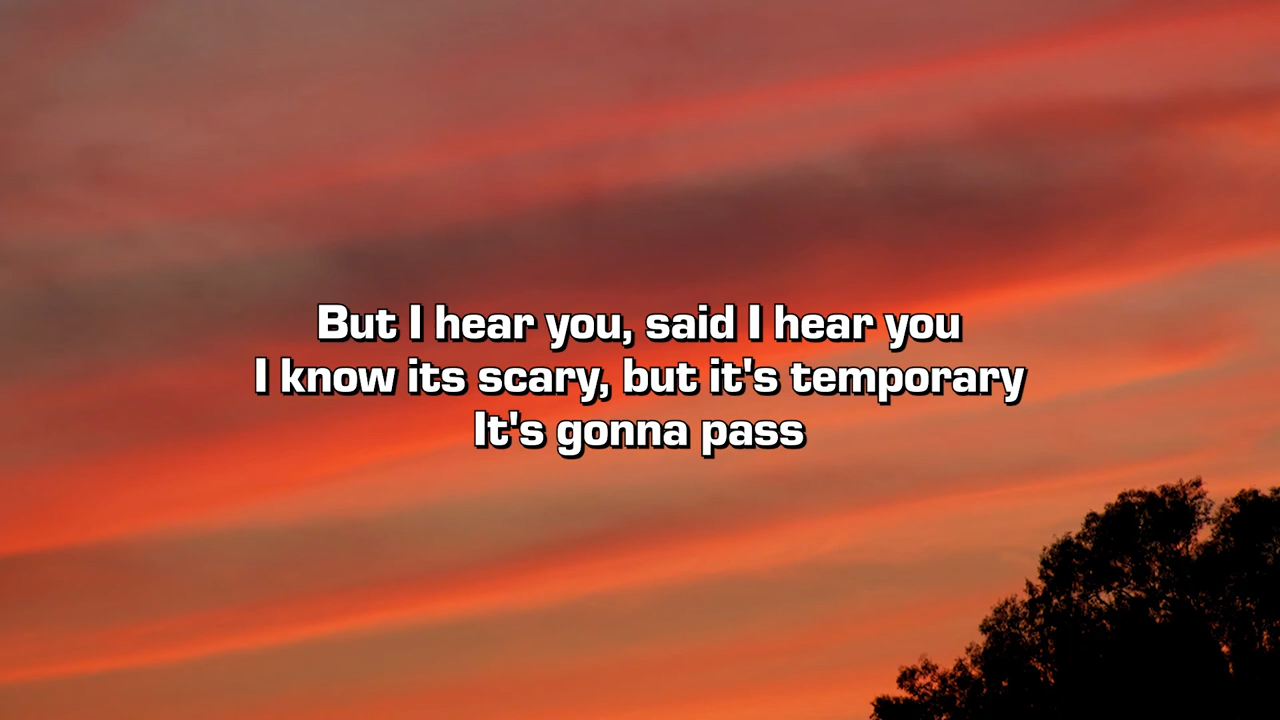 But I hear you, said I hear you
I know its scary, but it's temporary
It's gonna pass